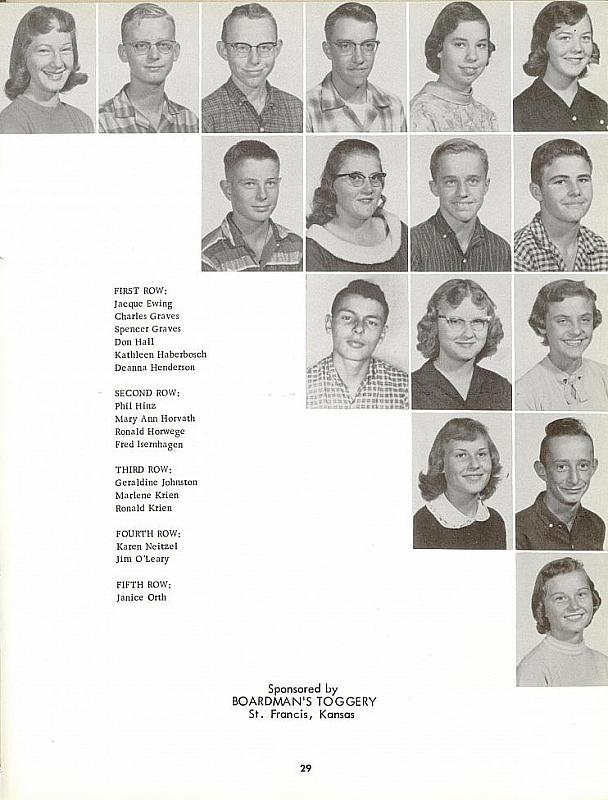 FIRST ROW:
Jacque Ewing
Charles Graves
Spencer Graves
Don Hall
Kathleen Haberbosch
Deanna Henderson
SECOND ROW:
Phil Hinz
Mary Ann Horvath
Ronald Horwege
Fred Isernhagen
THIRD ROW:
Geraldine Johnston
Marlene Krien
Ronald Krien
FOURTH ROW:
Karen Neitzel
Jim O'Leary
FIFTH ROW:
Janice Orth
Sponsored by
BOARDMAN'S TOGGERY
St. Francis, Kansas
29